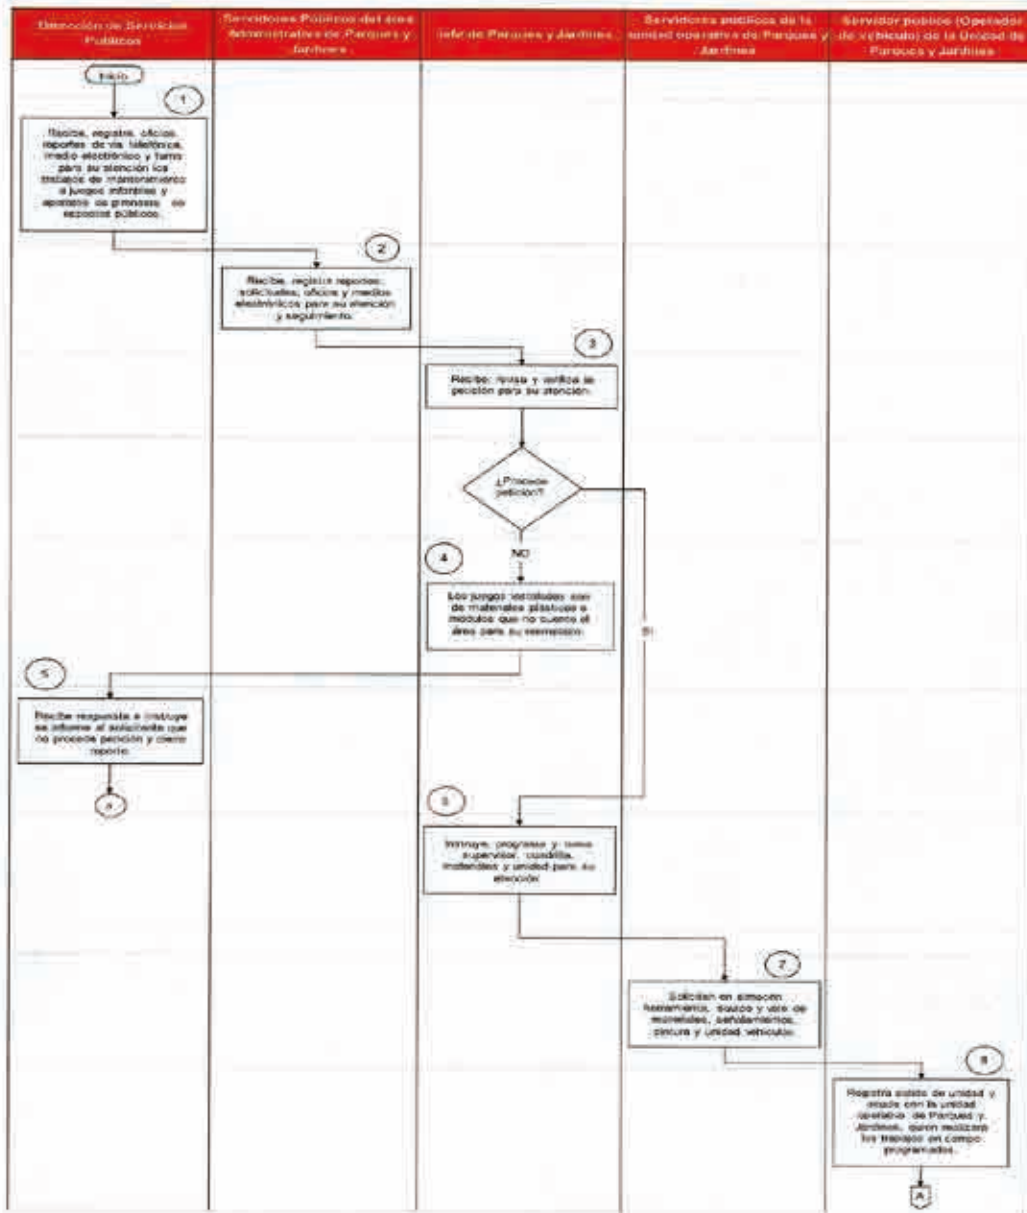 Dirección de Servicios
Públicos
Servidores Públicos del área
Administrativa de Parques y
Jardines
Jefe de Parques y Jardines
Servidores públicos de la
unidad operativa de Parques y
Jardines
Servidor público (Operador
de vehículo) de la Unidad de
Parques y Jardines
Inicio
1
Recibe, registra, oficios,
reportes de vía telefónica,
medio electrónico y turna
para su atención los
trabajos de mantenimiento
a juegos infantiles y
aparatos de gimnasia de
espacios públicos.
2
Recibe, registra reportes,
solicitudes, oficios y medios
electrónicos para su atención
y seguimiento.
3
Recibe, revisa y verifica la
petición para su atención.
¿Procede
petición?
NO
SI
4
Los juegos instalados son
de materiales plásticos o
módulos que no cuenta el
área para su reemplazo.
5
Recibe respuesta e instruye
se informe al solicitante que
no procede petición y cierre
reporte.
Instruye, programa y turna
supervisor, cuadrilla,
materiales y unidad para su
atención.
7
Solicitan en almacén
herramienta, equipo y vale de
materiales, señalamientos,
pintura y unidad vehicular.
8
Registra salida de unidad y
acude con la unidad
operativa de Parques y
Jardines, quien realizara
los trabajos en campo
programados.
A